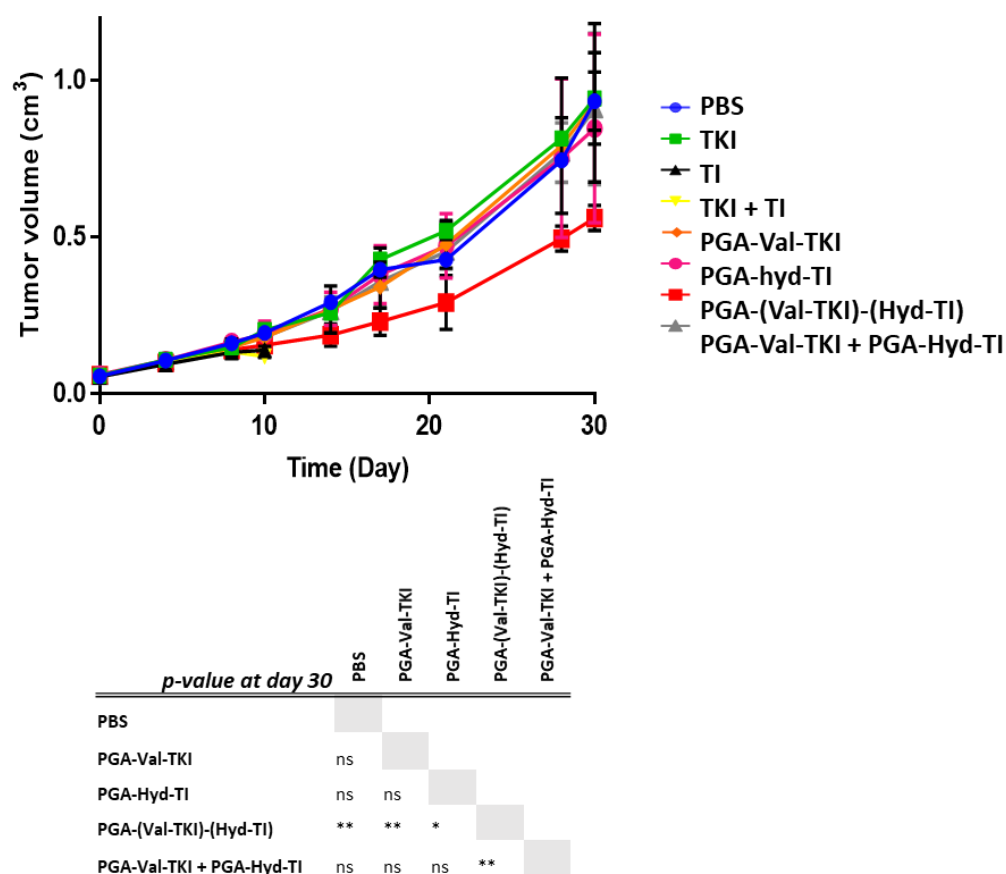 Tumor volume (cm³)
1.0
0.5
0.0
0
10
20
30
Time (Day)
PBS
TKI
TI
TKI + TI
PGA-Val-TKI
PGA-hyd-TI
PGA-(Val-TKI)-(Hyd-TI)
PGA-Val-TKI + PGA-Hyd-TI
p-value at day 30
PBS
PGA-Val-TKI
PGA-Hyd-TI
PGA-(Val-TKI)-(Hyd-TI)
PGA-Val-TKI + PGA-Hyd-TI
PBS
PGA-Val-TKI ns
PGA-Hyd-TI ns ns
PGA-(Val-TKI)-(Hyd-TI) ** ** *
PGA-Val-TKI + PGA-Hyd-TI ns ns ns **